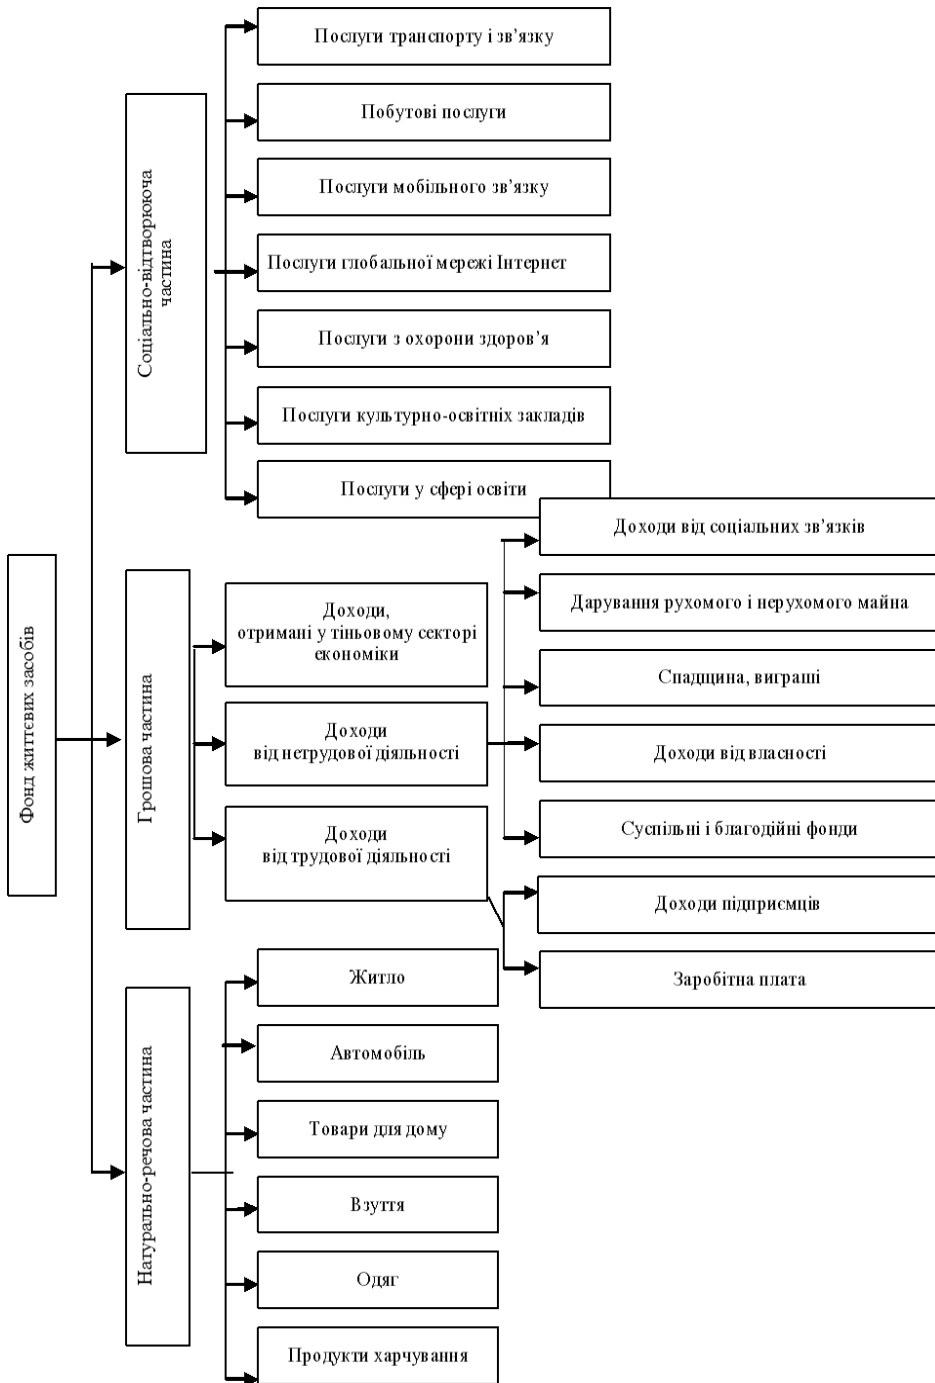 Послуги транспорту і зв’язку
Побутові послуги
Послуги мобільного зв’язку
Послуги глобальної мережі Інтернет
Послуги з охорони здоров’я
Послуги культурно-освітніх закладів
Послуги у сфері освіти
Соціально-відтворююча
частина
Фонд життєвих засобів
Грошова частина
Доходи,
отримані у тіньовому секторі
економіки
Доходи
від нетрудової діяльності
Доходи
від трудової діяльності
Доходи від соціальних зв’язків
Дарування рухомого і нерухомого майна
Спадщина, виграші
Доходи від власності
Суспільні і благодійні фонди
Доходи підприємців
Заробітна плата
Натурально-речова частина
Житло
Автомобіль
Товари для дому
Взуття
Одяг
Продукти харчування